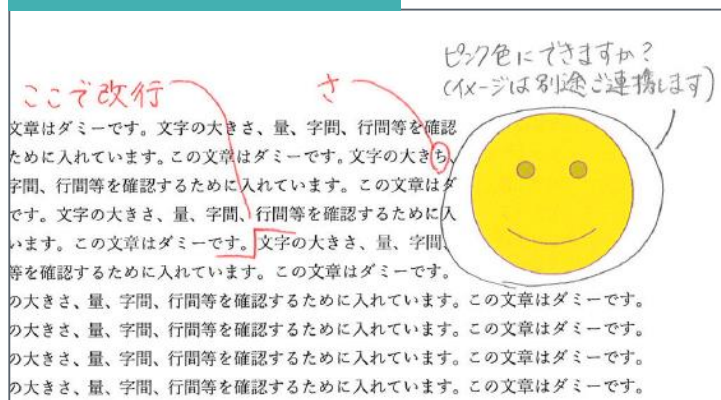 ピンク色にできますか？
(イメージは別途ご連携します)
ここで改行
さ
文章はダミーです。文字の大きさ、量、字間、行間等を確認
ために入れています。この文章はダミーです。文字の大きち、
字間、行間等を確認するために入れています。この文章はダ
です。文字の大きさ、量、字間、行間等を確認するために入
います。この文章はダミーです。文字の大きさ、量、字間、
等を確認するために入れています。この文章はダミーです。
の大きさ、量、字間、行間等を確認するために入れています。この文章はダミーです。
の大きさ、量、字間、行間等を確認するために入れています。この文章はダミーです。
の大きさ、量、字間、行間等を確認するために入れています。この文章はダミーです。
の大きさ、量、字間、行間等を確認するために入れています。この文章はダミーです。